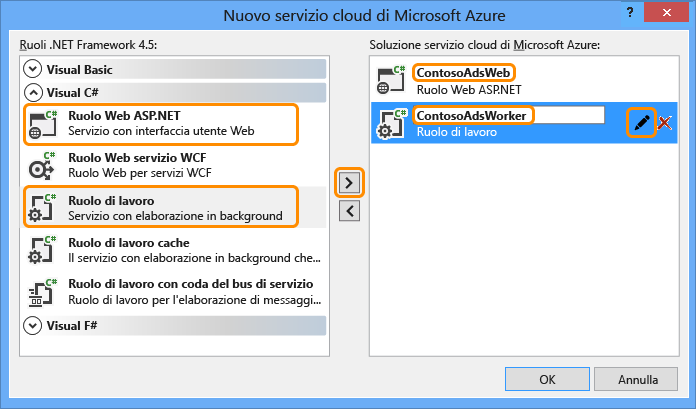 Nuovo servizio cloud di Microsoft Azure
?
Ruoli .NET Framework 4.5:
Visual Basic
Visual C#
C#
Ruolo Web ASP.NET
Servizio con interfaccia utente Web
C#
Ruolo Web servizio WCF
Ruolo Web per servizi WCF
C#
Ruolo di lavoro
Servizio con elaborazione in background
C#
Ruolo di lavoro cache
Il servizio con elaborazione in background che...
C#
Ruolo di lavoro con coda del bus di servizio
Ruolo di lavoro per l'elaborazione di messaggi...
Visual F#
Soluzione servizio cloud di Microsoft Azure:
C#
ContosoAdsWeb
Ruolo Web ASP.NET
C#
ContosoAdsWorker
Ruolo di lavoro
OK
Annulla